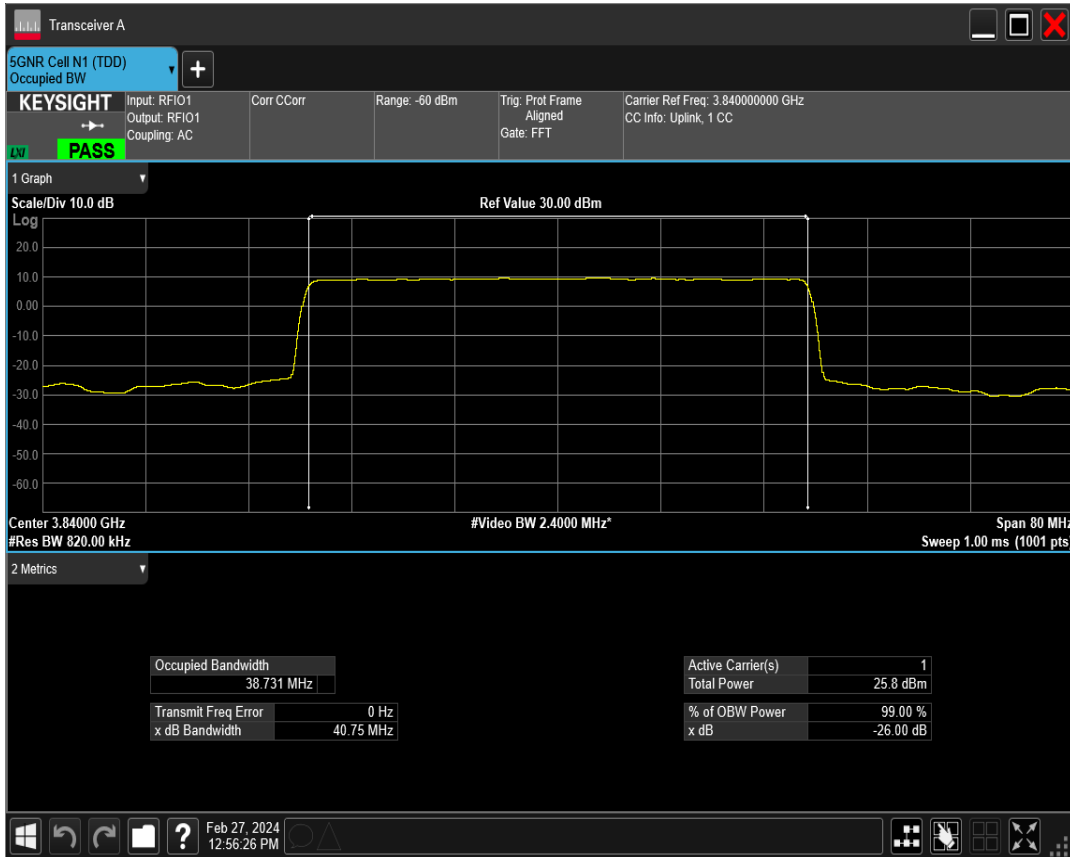 Transceiver A
5GNR Cell N1 (TDD)
Occupied BW
+
KEYSIGHT
LXI
PASS
Input: RFIO1
Output: RFIO1
Coupling: AC
Corr CCorr
Range: -60 dBm
Trig: Prot Frame
Aligned
Gate: FFT
Carrier Ref Freq: 3.840000000 GHz
CC Info: Uplink, 1 CC
1 Graph
Scale/Div 10.0 dB
Ref Value 30.00 dBm
Log
20.0
10.0
0.00
-10.0
-20.0
-30.0
-40.0
-50.0
-60.0
Center 3.84000 GHz
#Video BW 2.4000 MHz*
Span 80 MHz
#Res BW 820.00 kHz
Sweep 1.00 ms (1001 pts)
2 Metrics
Occupied Bandwidth
38.731 MHz
Transmit Freq Error 0 Hz
x dB Bandwidth 40.75 MHz
Active Carrier(s) 1
Total Power 25.8 dBm
% of OBW Power 99.00 %
x dB -26.00 dB
?
Feb 27, 2024
12:56:26 PM